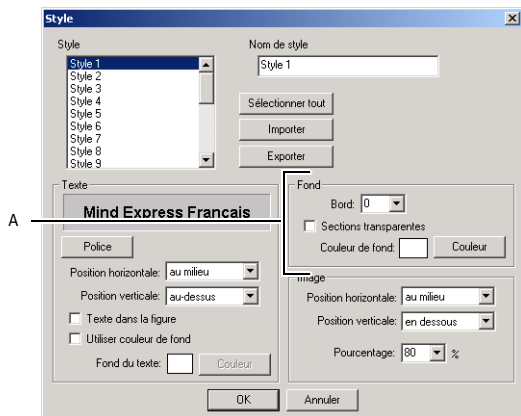 Style
Style
Nom de style
Style 1
Style 2
Style 3
Style 4
Style 5
Style 6
Style 7
Style 8
Style 9
Style 1
Sélectionner tout
Importer
Exporter
A
Texte
Mind Express Francais
Police
Position horizontale: au milieu
Position verticale: au-dessus
Texte dans la figure
Utiliser couleur de fond
Fond du texte: Couleur
Fond
Bord: 0
Sections transparentes
Couleur de fond: Couleur
Image
Position horizontale: au milieu
Position verticale: en dessous
Pourcentage: 80 %
OK
Annuler